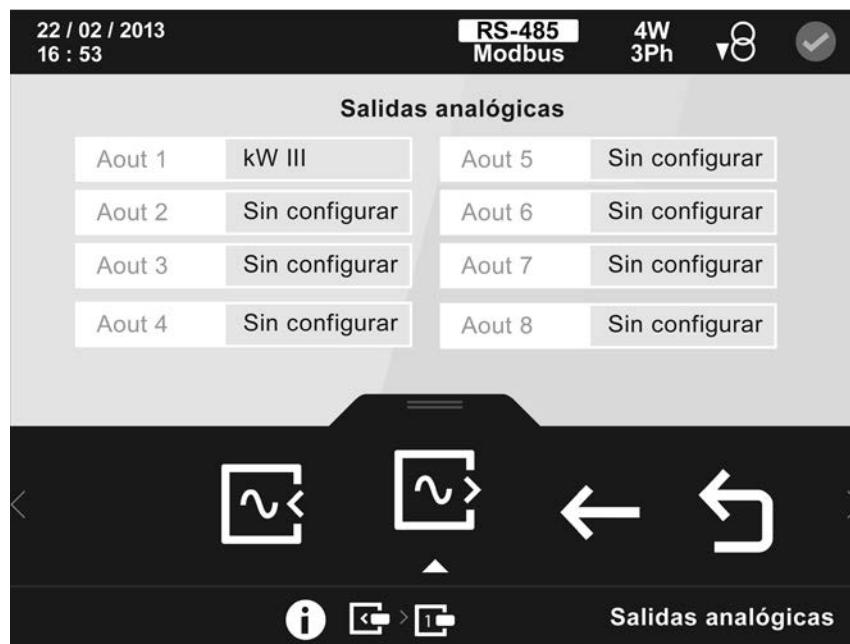 22 / 02 / 2013
16 : 53
RS-485
Modbus
4W
3Ph
Salidas analógicas
Aout 1 kW III
Aout 2 Sin configurar
Aout 3 Sin configurar
Aout 4 Sin configurar
Aout 5 Sin configurar
Aout 6 Sin configurar
Aout 7 Sin configurar
Aout 8 Sin configurar
i
1
Salidas analógicas